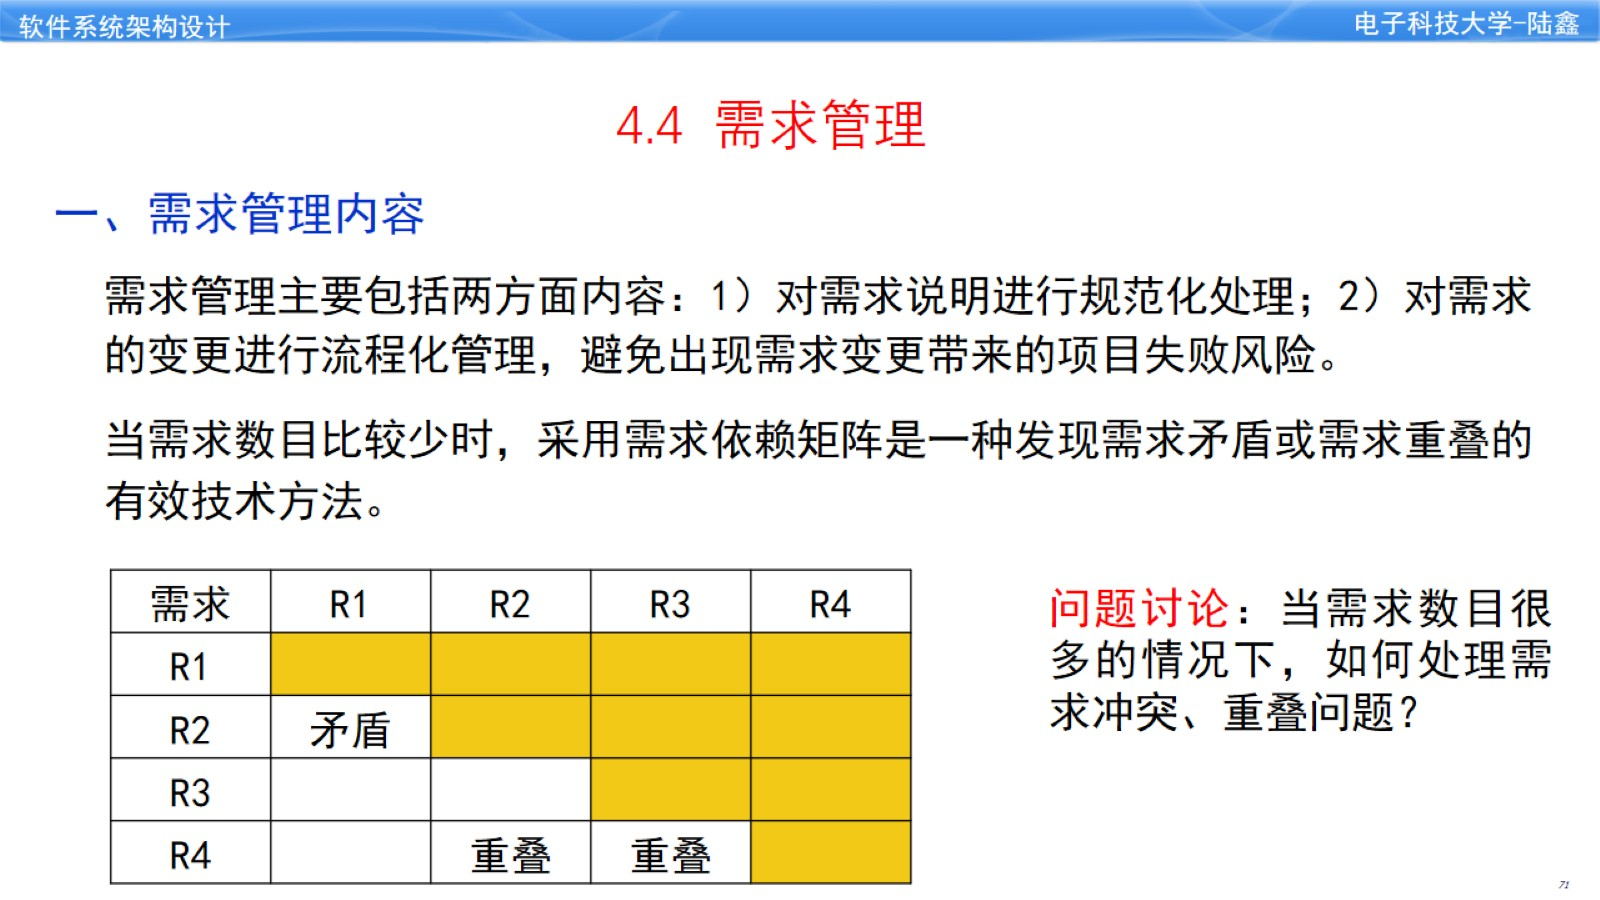 软件系统架构设计
电子科技大学-陆鑫
4.4 需求管理
一、需求管理内容
需求管理主要包括两方面内容：1）对需求说明进行规范化处理；2）对需求
的变更进行流程化管理，避免出现需求变更带来的项目失败风险。
当需求数目比较少时，采用需求依赖矩阵是一种发现需求矛盾或需求重叠的
有效技术方法。
需求 R1 R2 R3 R4
R1
R2 矛盾
R3
R4 重叠 重叠
问题讨论：当需求数目很
多的情况下，如何处理需
求冲突、重叠问题？
71